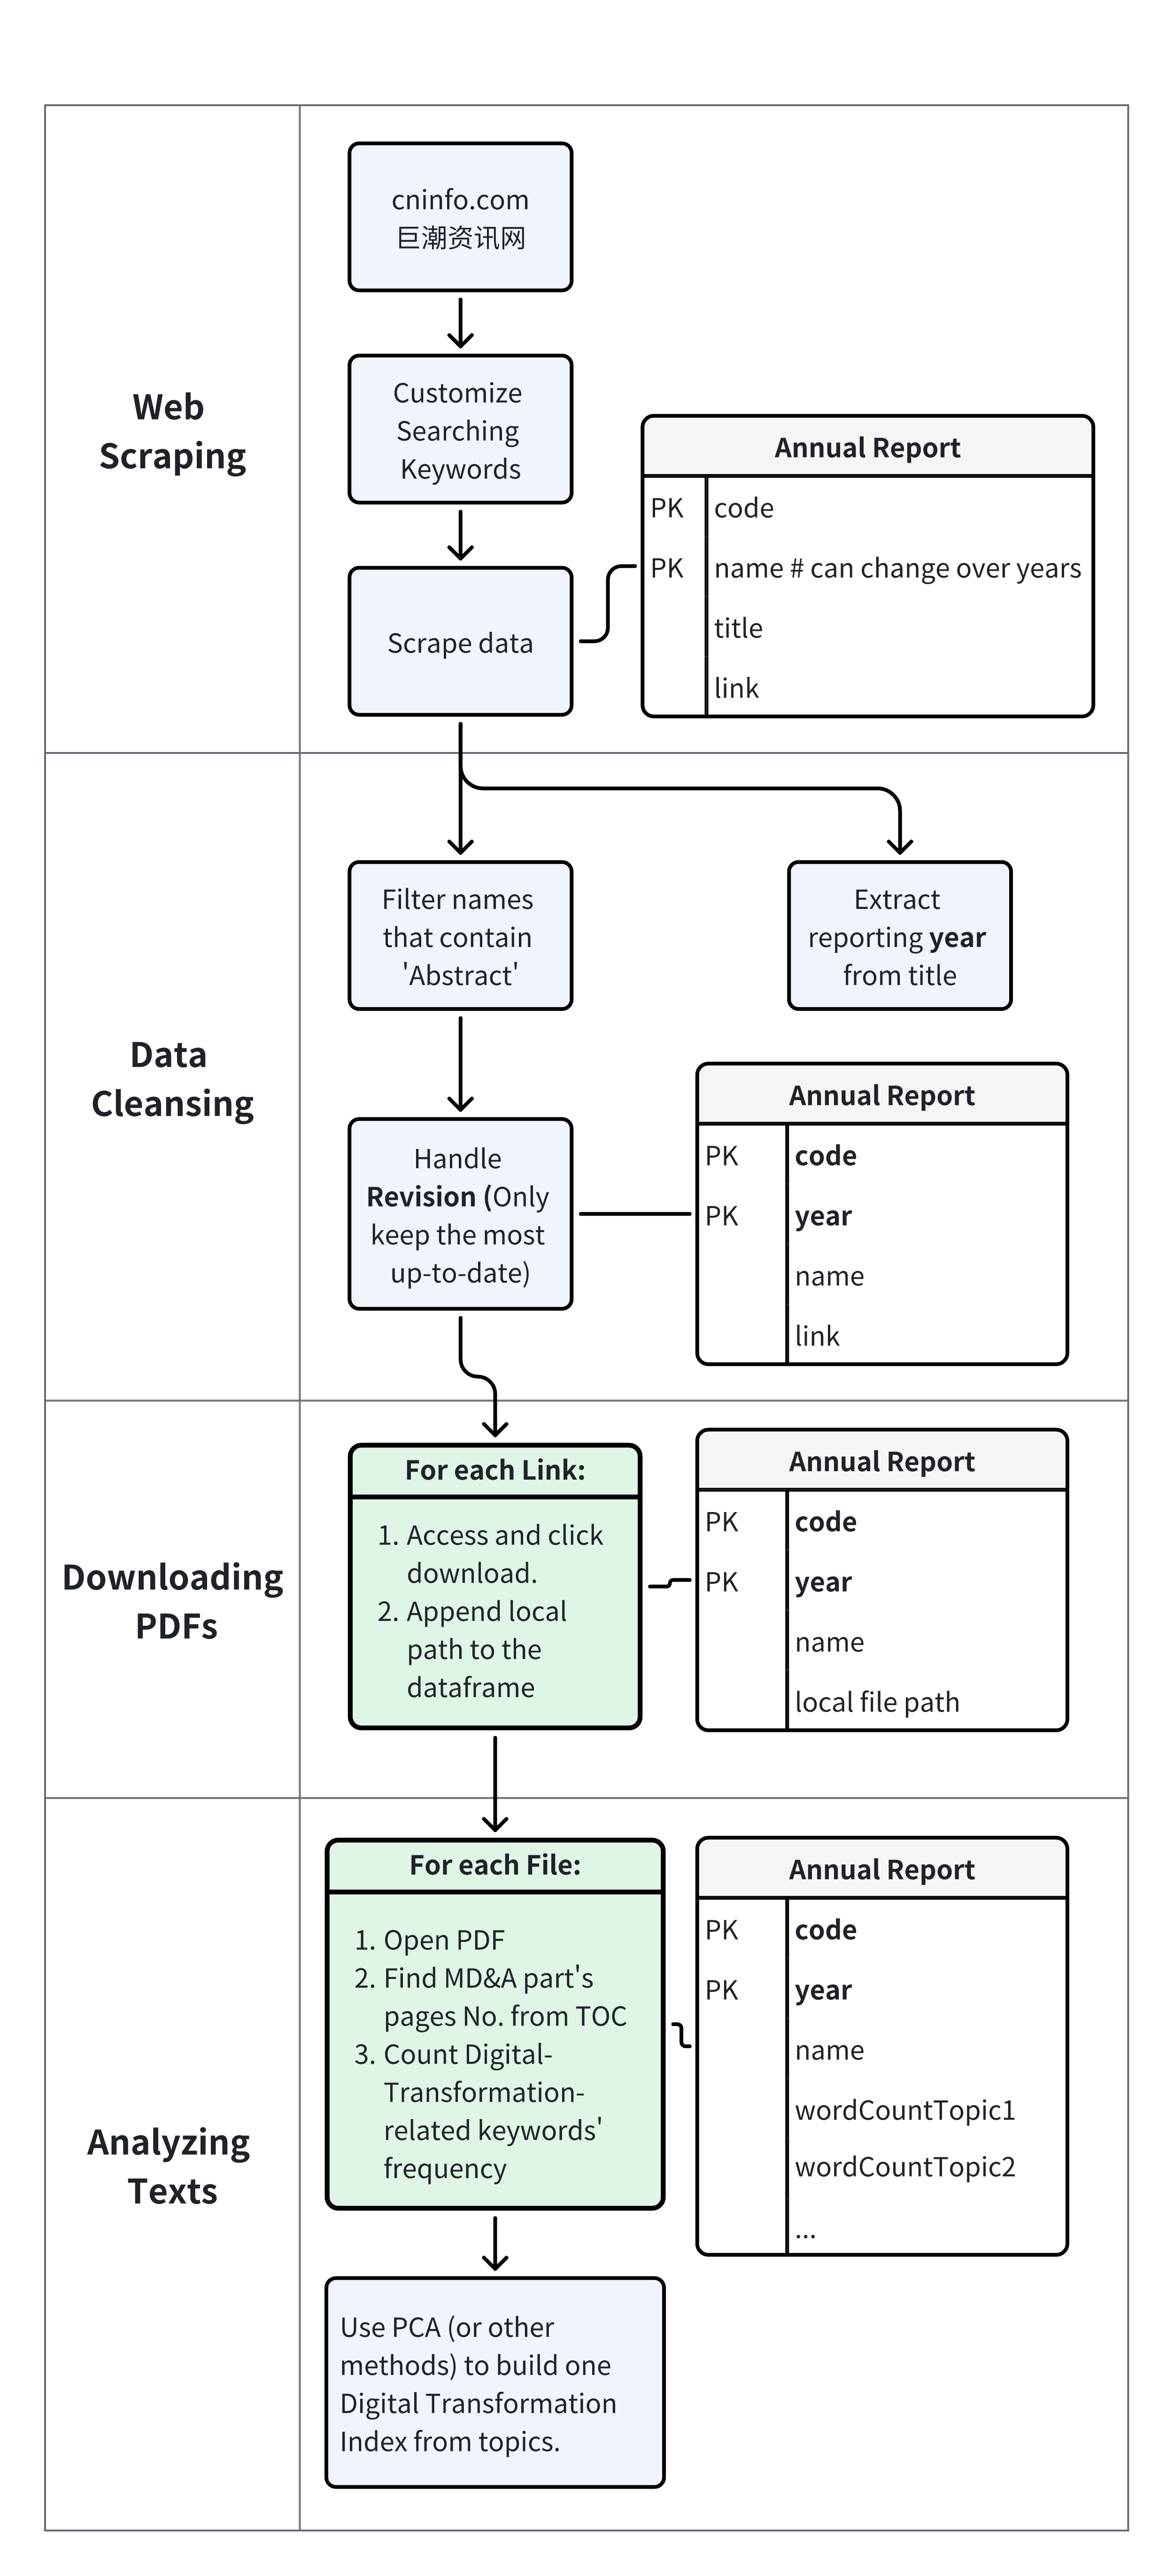 Web
Scraping
cninfo.com
巨潮资讯网
Customize
Searching
Keywords
Scrape data
Annual Report
PK code
PK name # can change over years
title
link
Data
Cleansing
Filter names
that contain
'Abstract'
Extract
reporting year
from title
Handle
Revision (Only
keep the most
up-to-date)
Annual Report
PK code
PK year
name
link
Downloading
PDFs
For each Link:
1. Access and click
download.
2. Append local
path to the
dataframe
Annual Report
PK code
PK year
name
local file path
Analyzing
Texts
For each File:
1. Open PDF
2. Find MD&A part's
pages No. from TOC
3. Count Digital-
Transformation-
related keywords'
frequency
Annual Report
PK code
PK year
name
wordCountTopic1
wordCountTopic2
...
Use PCA (or other
methods) to build one
Digital Transformation
Index from topics.